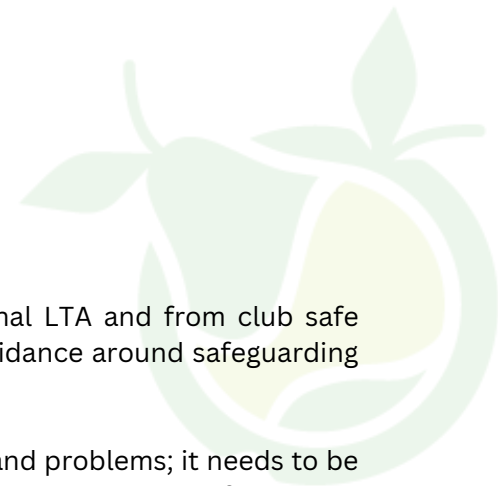 nal LTA and from club safe
idance around safeguarding
and problems; it needs to be